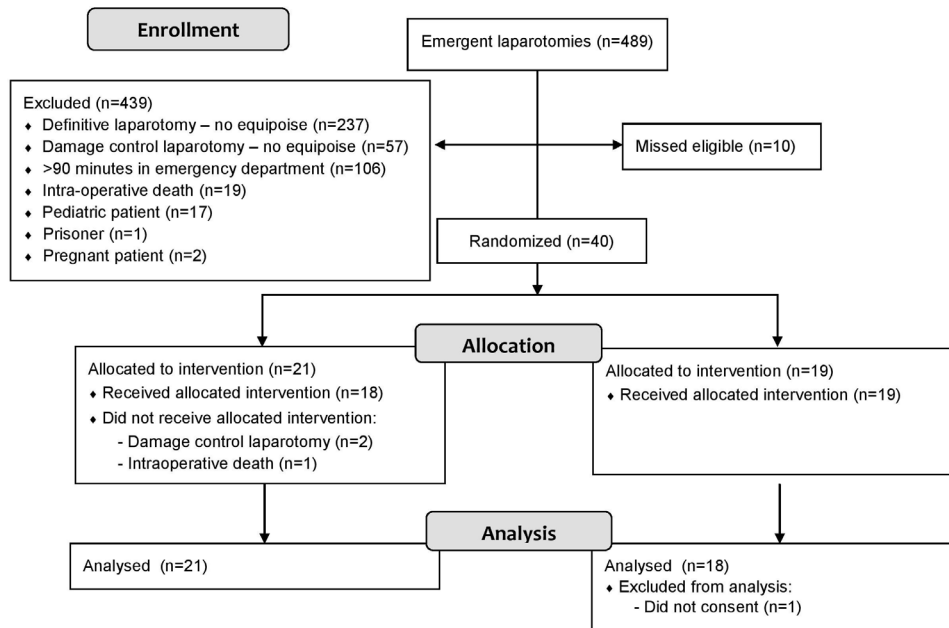 Enrollment
Emergent laparotomies (n=489)
Excluded (n=439)
♦ Definitive laparotomy – no equipoise (n=237)
♦ Damage control laparotomy – no equipoise (n=57)
♦ >90 minutes in emergency department (n=106)
♦ Intra-operative death (n=19)
♦ Pediatric patient (n=17)
♦ Prisoner (n=1)
♦ Pregnant patient (n=2)
Missed eligible (n=10)
Randomized (n=40)
Allocation
Allocated to intervention (n=21)
♦ Received allocated intervention (n=18)
♦ Did not receive allocated intervention:
- Damage control laparotomy (n=2)
- Intraoperative death (n=1)
Allocated to intervention (n=19)
♦ Received allocated intervention (n=19)
Analysis
Analysed (n=21)
Analysed (n=18)
♦ Excluded from analysis:
- Did not consent (n=1)